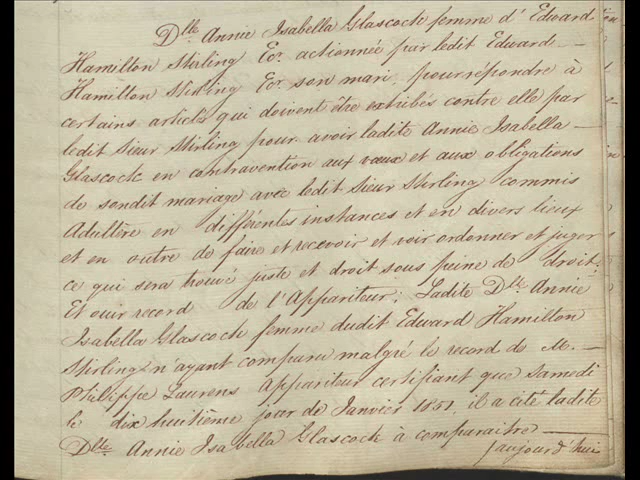 Dlle Annie Isabella Glascock femme d'Edward
Hamilton Stirling Ecr. actionnée par ledit Edward
Hamilton Stirling Ecr son mari, pour répondre à
certains articles qui doivent être exhibés contre elle par
ledit Sieur Stirling pour avoir ladite Annie Isabella
Glascock en contravention aux vœux et aux obligations
de sondit mariage avec ledit Sieur Stirling commis
Adultère en différentes instances et en divers lieux
et en outre de faire et recevoir et voir ordonner et juger
ce qui sera trouvé juste et droit sous peine de droit;
Et ouir record de l'Appariteur; Ladite Dlle Annie
Isabella Glascock femme dudit Edward Hamilton
Stirling n'ayant comparu malgré le record de M.
Philippe Laurens Appariteur certifiant que Samedi
le dix huitième jour de Janvier 1851, il a cité ladite
Dlle Annie Isabella Glascock à comparaitre
aujourd'hui